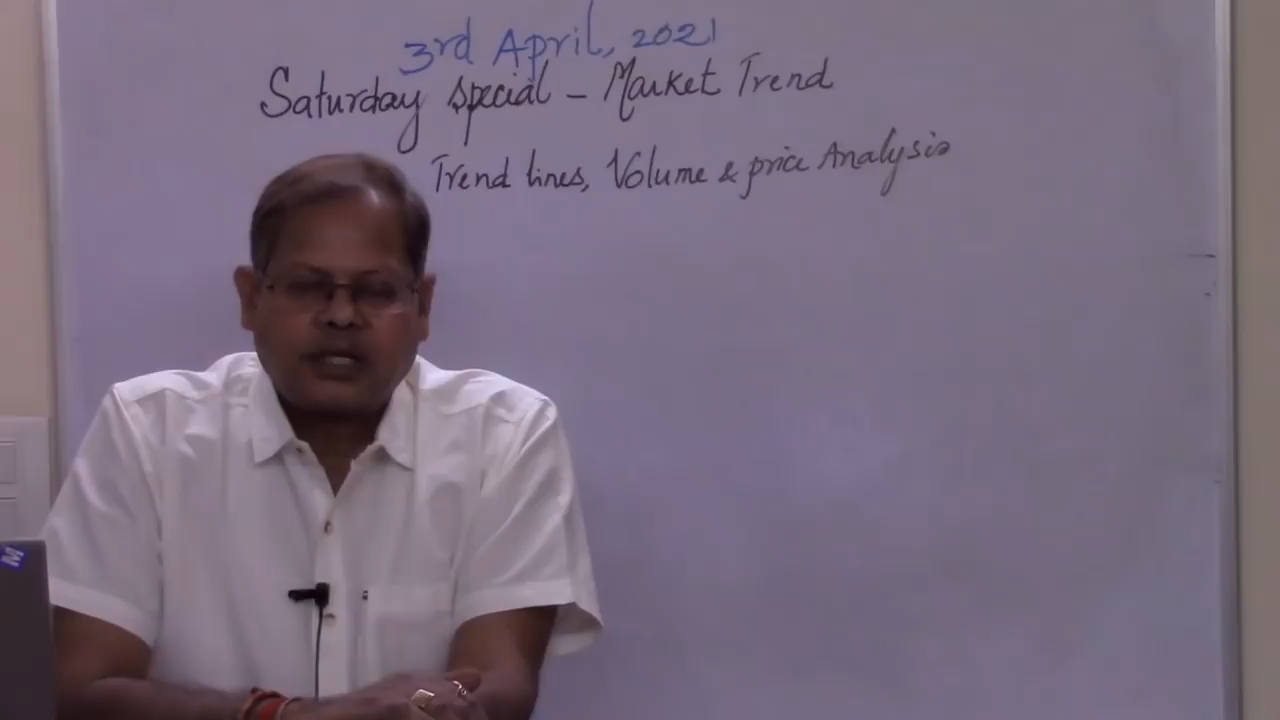 3rd April, 2021
Saturday special - Market Trend
Trend lines, Volume & price Analysis
M